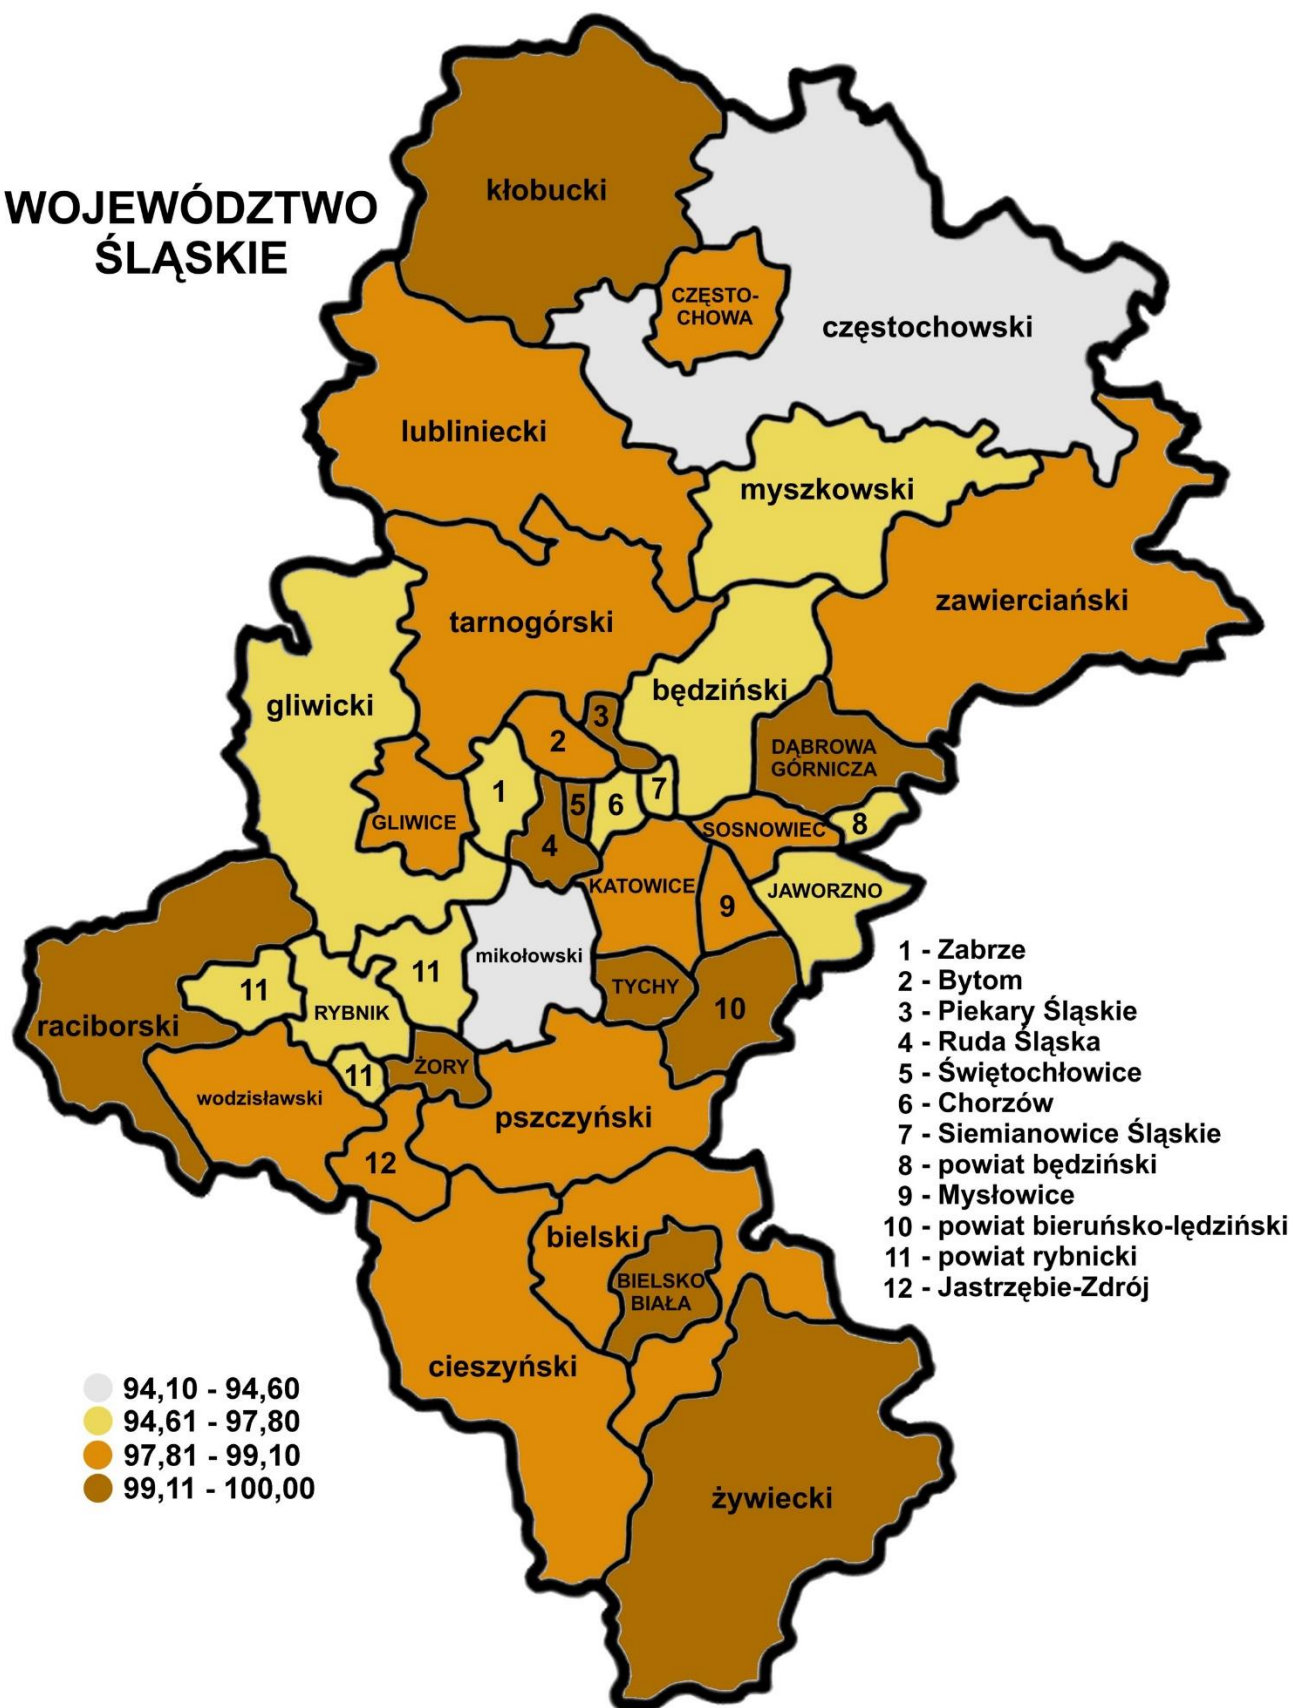 WOJEWÓDZTWO
ŚLĄSKIE
kłobucki
CZĘSTO-
CHOWA
częstochowski
lubliniecki
myszkowski
zawierciański
tarnogórski
będziński
gliwicki
3
2
DĄBROWA
GÓRNICZA
7
1
5
6
GLIWICE
SOSNOWIEC
8
4
KATOWICE
JAWORZNO
9
mikołowski
11
11
TYCHY
RYBNIK
10
raciborski
ŻORY
11
wodzisławski
pszczyński
12
bielski
BIELSKO
BIAŁA
cieszyński
żywiecki
1 - Zabrze
2 - Bytom
3 - Piekary Śląskie
4 - Ruda Śląska
5 - Świętochłowice
6 - Chorzów
7 - Siemianowice Śląskie
8 - powiat będziński
9 - Mysłowice
10 - powiat bieruńsko-lędziński
11 - powiat rybnicki
12 - Jastrzębie-Zdrój
94,10 - 94,60
94,61 - 97,80
97,81 - 99,10
99,11 - 100,00